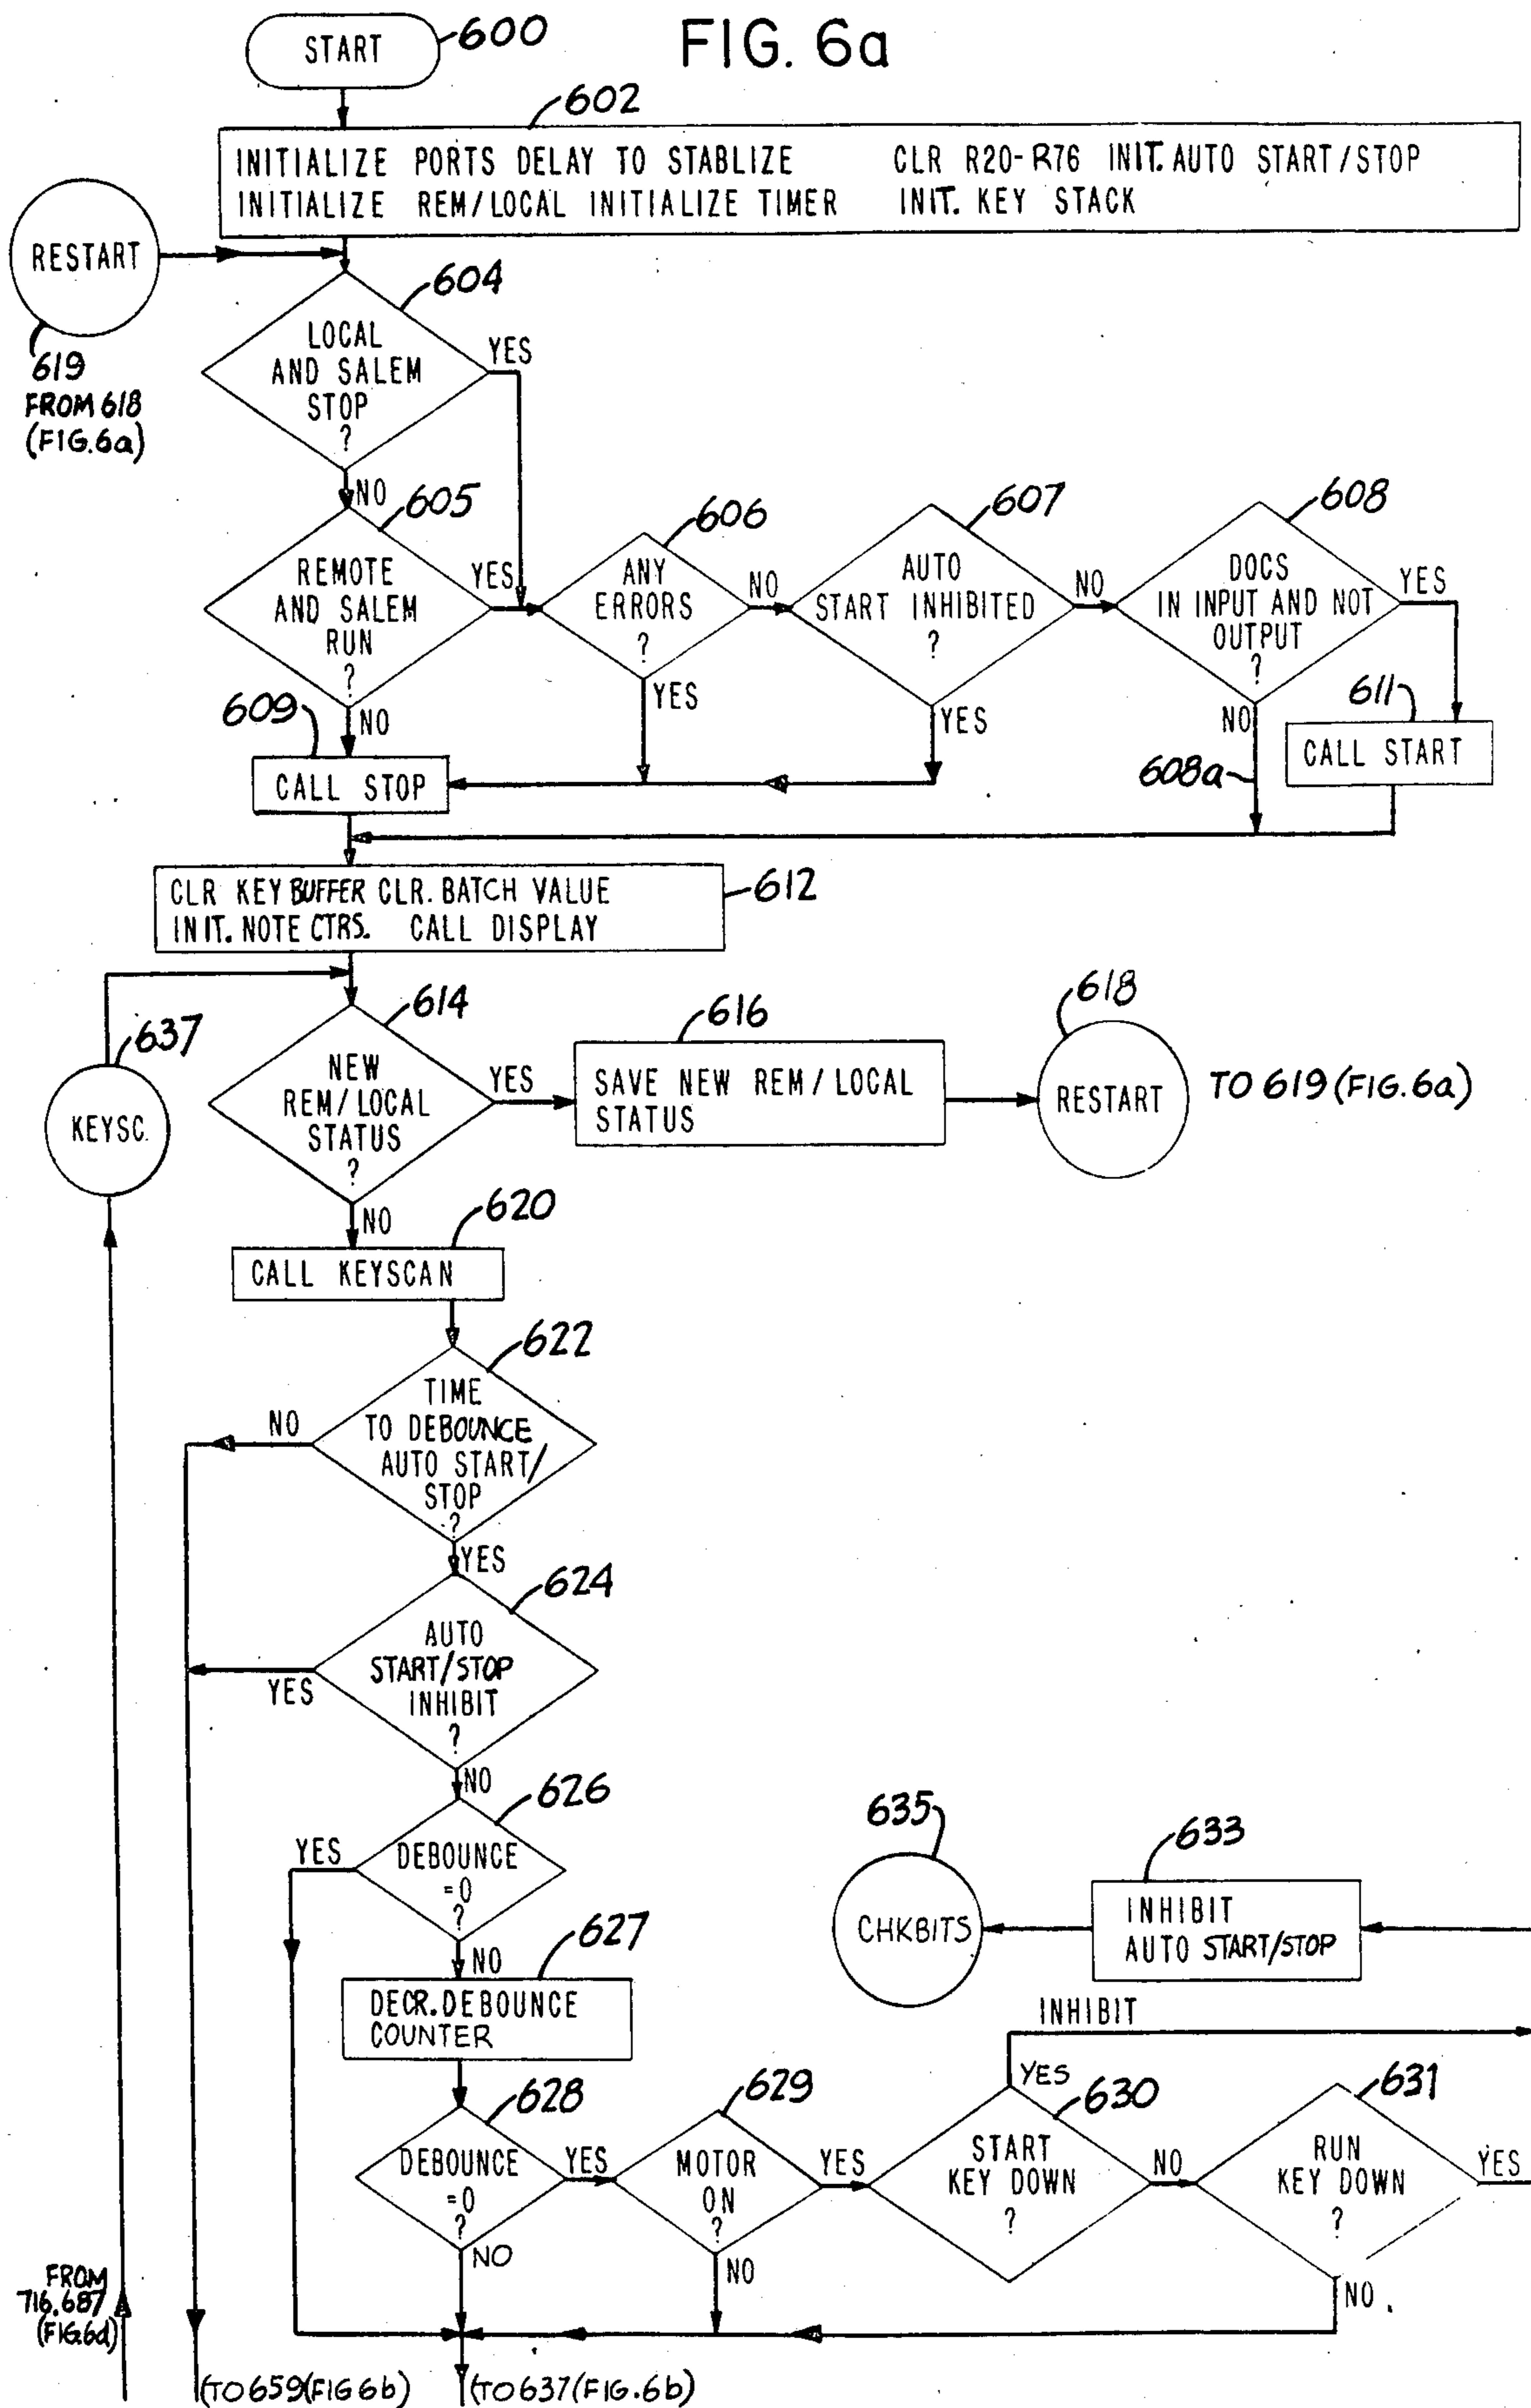 FIG. 6a
START
600
602
INITIALIZE PORTS DELAY TO STABLIZE CLR R20-R76 INIT. AUTO START/STOP
INITIALIZE REM/LOCAL INITIALIZE TIMER INIT. KEY STACK
RESTART
619
FROM 618
(FIG.6a)
604
LOCAL
AND SALEM
STOP
?
YES
NO
605
REMOTE
AND SALEM
RUN
?
YES
NO
606
ANY
ERRORS
?
NO
YES
607
AUTO
START INHIBITED
?
NO
YES
608
DOCS
IN INPUT AND NOT
OUTPUT
?
YES
NO
608a
611
CALL START
609
CALL STOP
CLR KEY BUFFER CLR. BATCH VALUE
INIT. NOTE CTRS. CALL DISPLAY
612
637
KEYSC.
614
NEW
REM/LOCAL
STATUS
?
YES
NO
616
SAVE NEW REM/LOCAL
STATUS
618
RESTART
TO 619 (FIG.6a)
620
CALL KEYSCAN
622
TIME
TO DEBOUNCE
AUTO START/
STOP
?
NO
YES
624
AUTO
START/STOP
INHIBIT
?
YES
NO
626
DEBOUNCE
=0
?
YES
NO
627
DECR. DEBOUNCE
COUNTER
635
CHKBITS
633
INHIBIT
AUTO START/STOP
INHIBIT
628
DEBOUNCE
=0
?
YES
NO
629
MOTOR
ON
?
YES
NO
630
START
KEY DOWN
?
YES
NO
631
RUN
KEY DOWN
?
YES
NO
FROM
716.687
(FIG.6d)
(TO 659(FIG 6b)
(TO 637(FIG.6b)